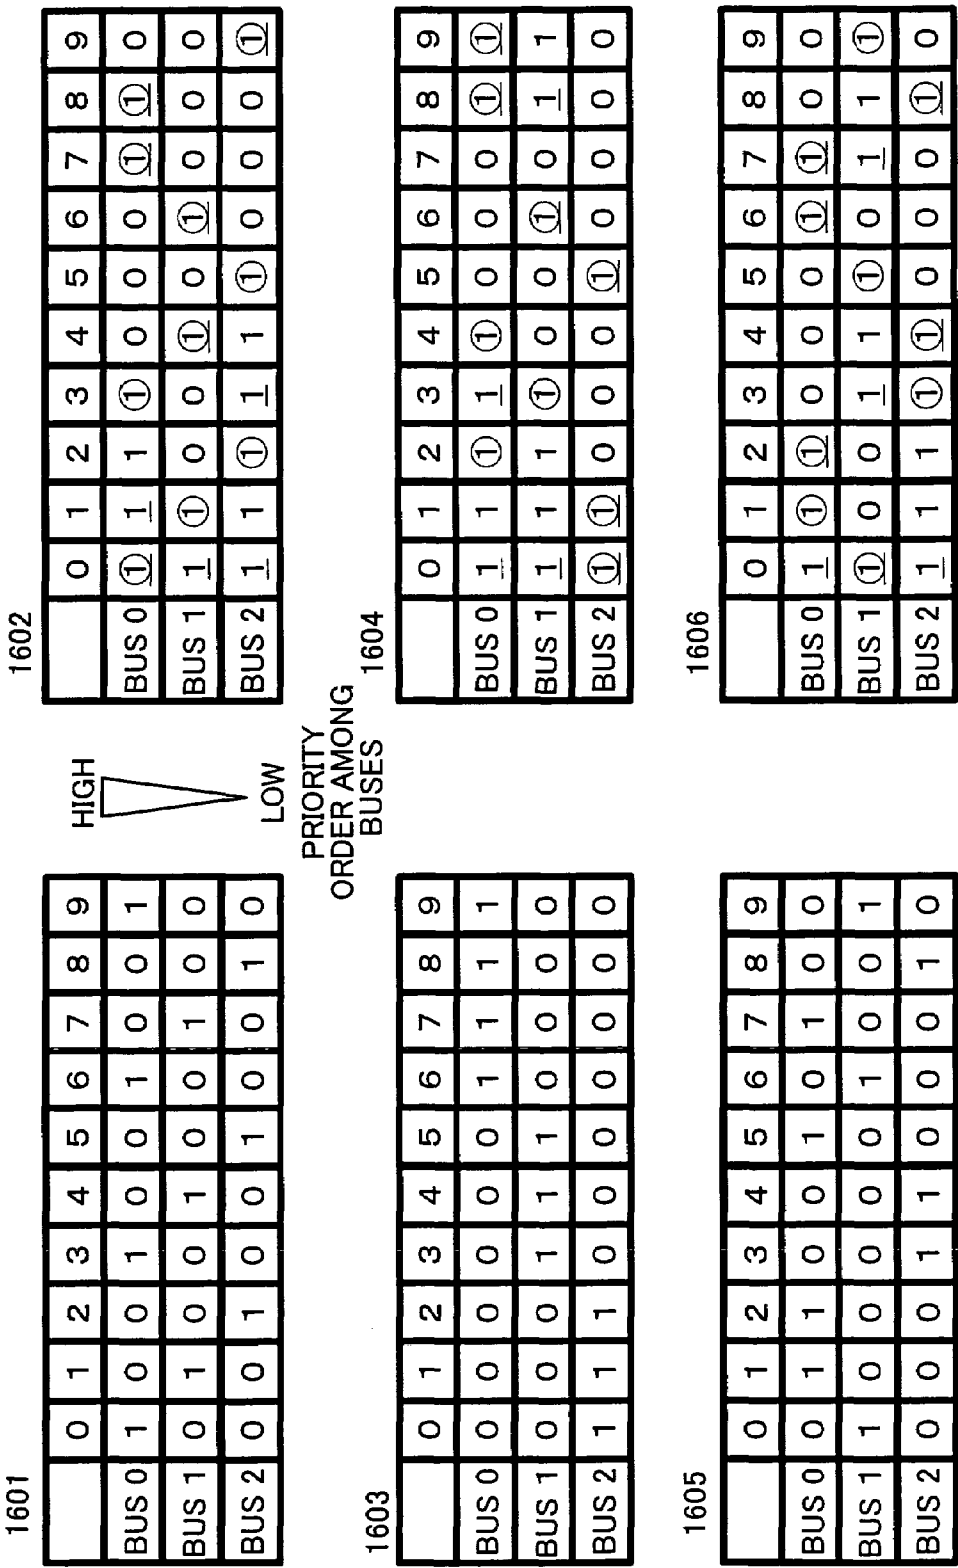 1601
0 1 2 3 4 5 6 7 8 9
BUS 0 1 0 0 1 0 0 1 0 0 1
BUS 1 0 1 0 0 1 0 0 1 0 0
BUS 2 0 0 1 0 0 1 0 0 1 0
HIGH
LOW
PRIORITY
ORDER AMONG
BUSES
1602
0 1 2 3 4 5 6 7 8 9
BUS 0 ① 1 1 ① 0 0 0 ① ① 0
BUS 1 1 ① 0 0 ① 0 ① 0 0 0
BUS 2 1 1 ① 1 1 ① 0 0 0 ①
1603
0 1 2 3 4 5 6 7 8 9
BUS 0 0 0 0 0 0 0 1 1 1 1
BUS 1 0 0 0 1 1 1 0 0 0 0
BUS 2 1 1 1 0 0 0 0 0 0 0
1604
0 1 2 3 4 5 6 7 8 9
BUS 0 1 1 ① 1 ① 0 0 0 ① ①
BUS 1 1 1 1 ① 0 0 ① 0 1 1
BUS 2 ① ① 0 0 0 ① 0 0 0 0
1605
0 1 2 3 4 5 6 7 8 9
BUS 0 0 1 1 0 0 1 0 1 0 0
BUS 1 1 0 0 0 0 0 1 0 0 1
BUS 2 0 0 0 1 1 0 0 0 1 0
1606
0 1 2 3 4 5 6 7 8 9
BUS 0 1 ① ① 0 0 0 ① ① 0 0
BUS 1 ① 0 0 1 1 ① 0 1 1 ①
BUS 2 1 1 1 ① ① 0 0 0 ① 0